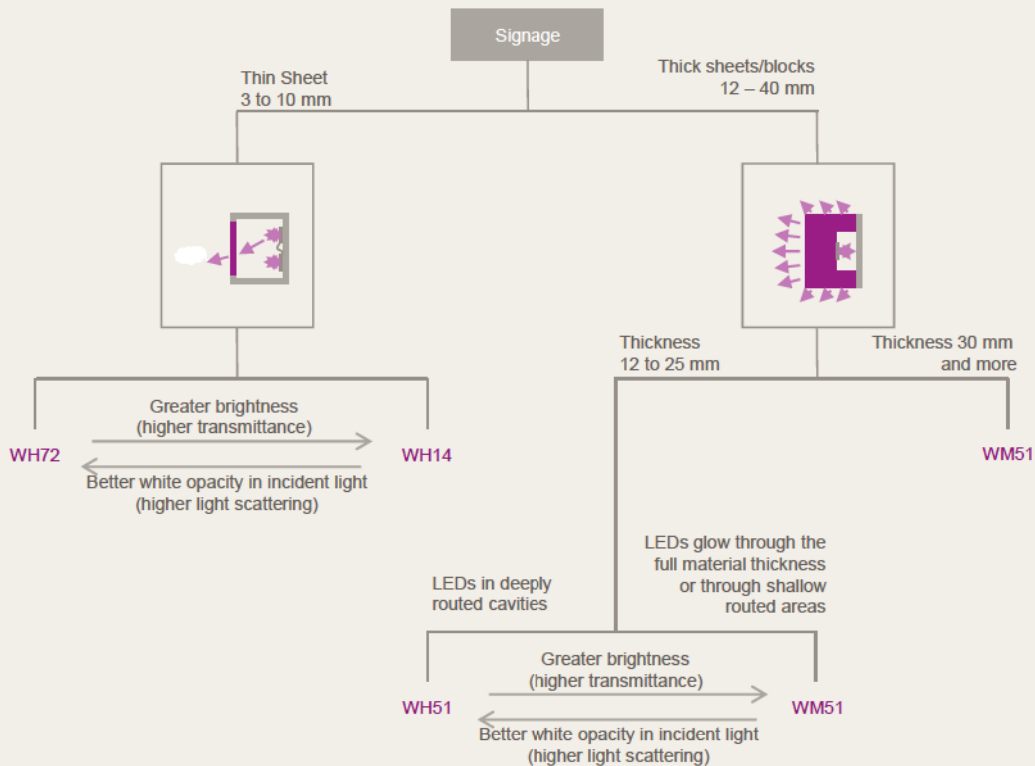 Signage
Thin Sheet
3 to 10 mm
Thick sheets/blocks
12 – 40 mm
Thickness
12 to 25 mm
Thickness 30 mm
and more
Greater brightness
(higher transmittance)
WH72
WH14
WM51
Better white opacity in incident light
(higher light scattering)
LEDs in deeply
routed cavities
LEDs glow through the
full material thickness
or through shallow
routed areas
Greater brightness
(higher transmittance)
WH51
WM51
Better white opacity in incident light
(higher light scattering)